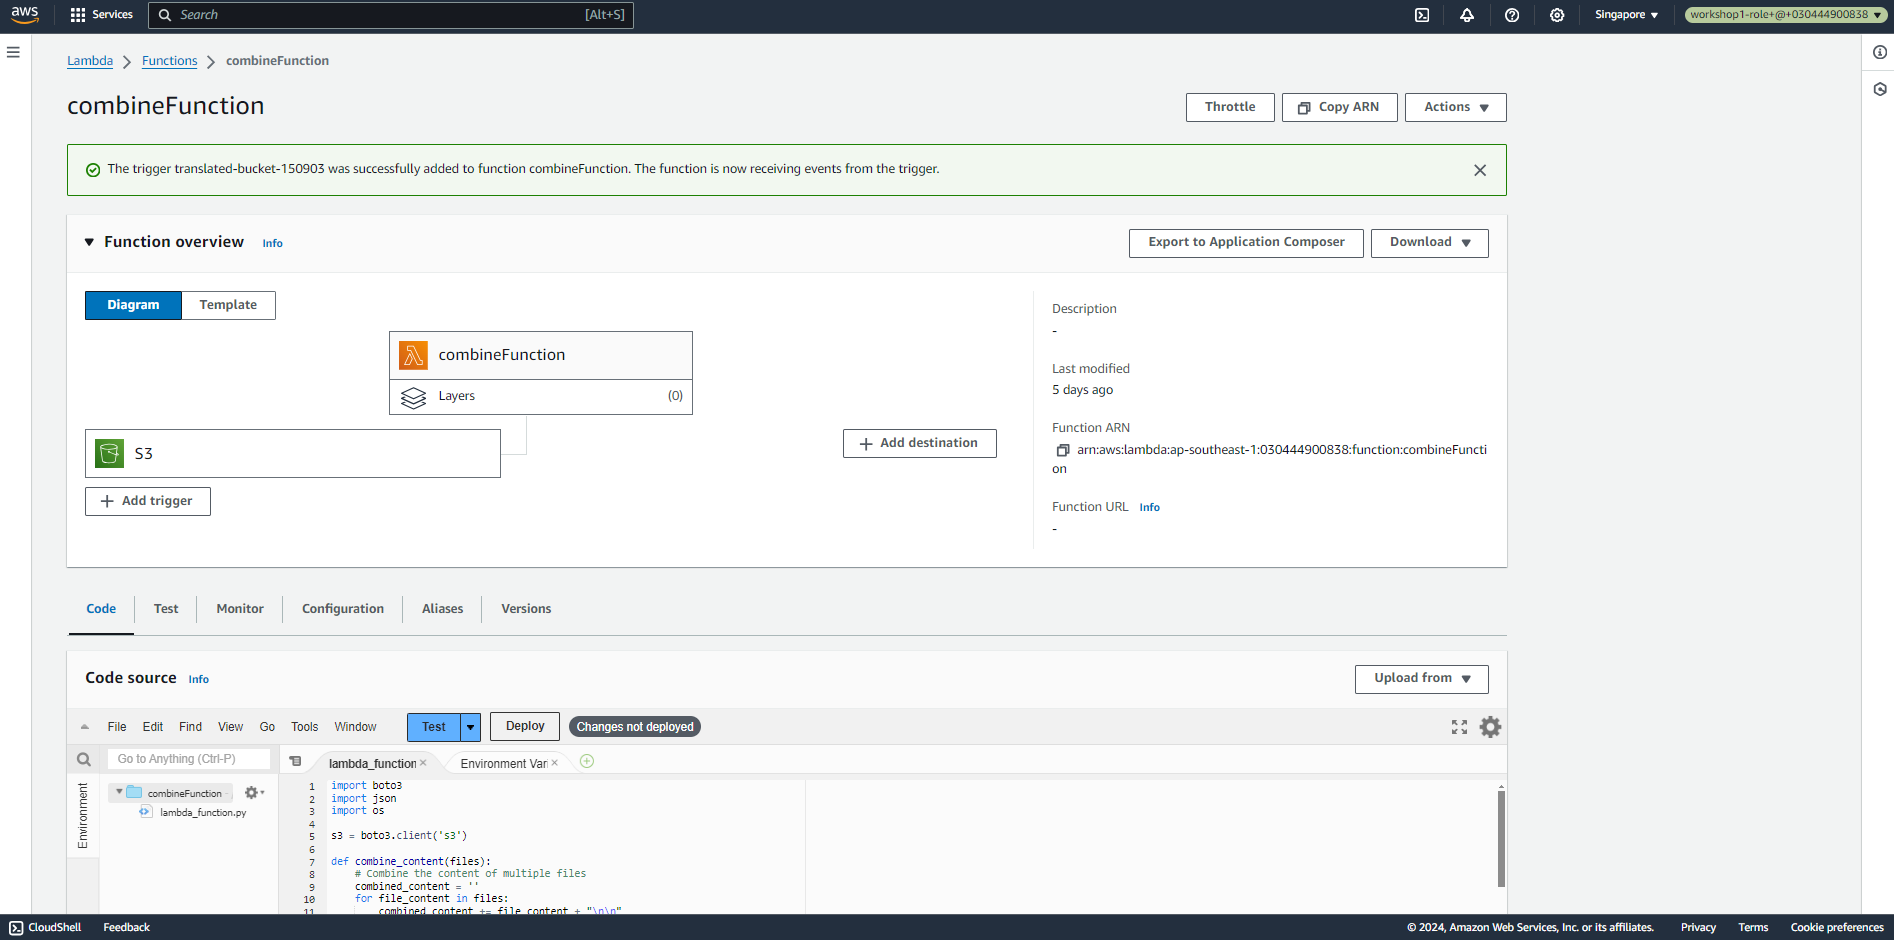 aws
Services
Search
[Alt+S]
Singapore
workshop1-role+@+030444900838
Lambda
Functions
combineFunction
combineFunction
Throttle
Copy ARN
Actions
The trigger translated-bucket-150903 was successfully added to function combineFunction. The function is now receiving events from the trigger.
Function overview
Info
Export to Application Composer
Download
Diagram
Template
combineFunction
Layers
(0)
S3
Add trigger
Add destination
Description
-
Last modified
5 days ago
Function ARN
arn:aws:lambda:ap-southeast-1:030444900838:function:combineFuncti
on
Function URL
Info
-
Code
Test
Monitor
Configuration
Aliases
Versions
Code source
Info
Upload from
File
Edit
Find
View
Go
Tools
Window
Test
Deploy
Changes not deployed
Go to Anything (Ctrl-P)
lambda_function
Environment Vari
Environment
combineFunction -
lambda_function.py
1 import boto3
2 import json
3 import os
4
5 s3 = boto3.client('s3')
6
7 def combine_content(files):
8 # Combine the content of multiple files
9 combined_content = ''
10 for file_content in files:
11 combined_content += file_content + "\n\n"
CloudShell
Feedback
© 2024, Amazon Web Services, Inc. or its affiliates.
Privacy
Terms
Cookie preferences